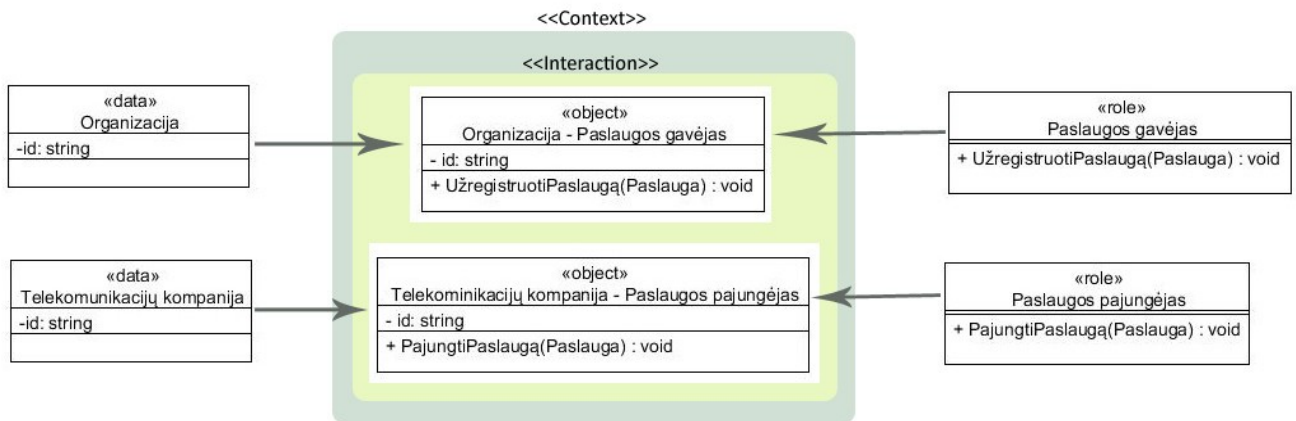 <<Context>>
<<Interaction>>
«data»
Organizacija
-id: string
«object»
Organizacija - Paslaugos gavėjas
- id: string
+ UžregistruotiPaslaugą(Paslauga) : void
«role»
Paslaugos gavėjas
+ UžregistruotiPaslaugą(Paslauga) : void
«data»
Telekomunikacijų kompanija
-id: string
«object»
Telekominikacijų kompanija - Paslaugos pajungėjas
- id: string
+ PajungtiPaslaugą(Paslauga) : void
«role»
Paslaugos pajungėjas
+ PajungtiPaslaugą(Paslauga) : void